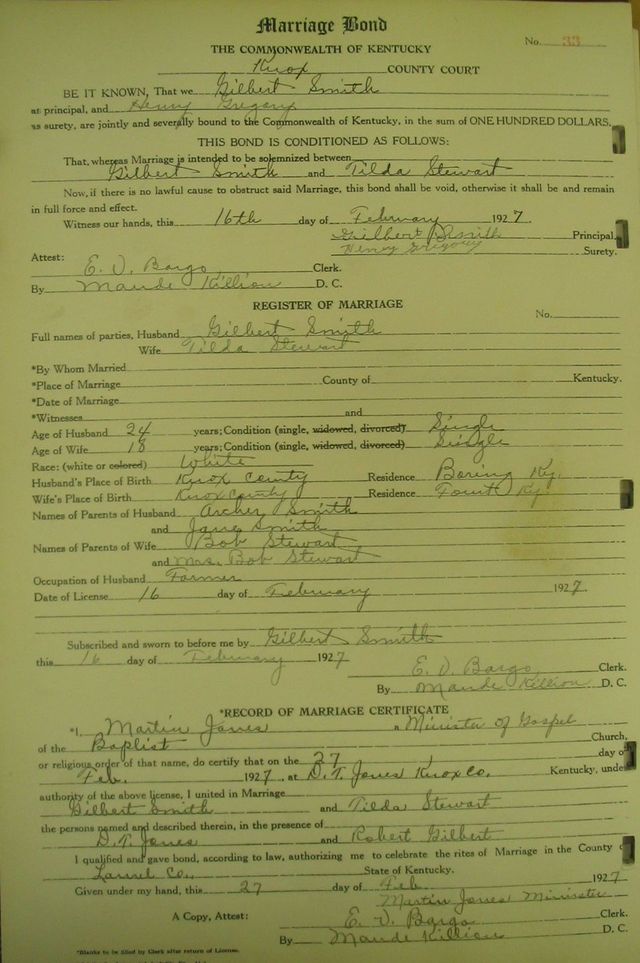 Marriage Bond
No. 33
THE COMMONWEALTH OF KENTUCKY
Knox COUNTY COURT
BE IT KNOWN, That we Gilbert Smith
as principal, and Henry Gregory
as surety, are jointly and severally bound to the Commonwealth of Kentucky, in the sum of ONE HUNDRED DOLLARS.
THIS BOND IS CONDITIONED AS FOLLOWS:
That, whereas Marriage is intended to be solemnized between
Gilbert Smith and Tilda Stewart
Now, if there is no lawful cause to obstruct said Marriage, this bond shall be void, otherwise it shall be and remain
in full force and effect.
Witness our hands, this 16th day of February 1927
Gilbert Smith Principal
Henry Gregory Surety.
Attest:
E. V. Bargo Clerk.
By Maude Killion D. C.
REGISTER OF MARRIAGE
No.
Full names of parties, Husband Gilbert Smith
Wife Tilda Stewart
*By Whom Married
*Place of Marriage County of Kentucky.
*Date of Marriage
*Witnesses and
Age of Husband 24 years; Condition (single, widowed, divorced) Single
Age of Wife 18 years; Condition (single, widowed, divorced) Single
Race: (white or colored) White
Husband's Place of Birth Knox County Residence Boring Ky.
Wife's Place of Birth Knox County Residence Fount Ky.
Names of Parents of Husband Archer Smith
and Jane Smith
Names of Parents of Wife Bob Stewart
and Mrs. Bob Stewart
Occupation of Husband Farmer
Date of License 16 day of February 1927
Subscribed and sworn to before me by Gilbert Smith
this 16 day of February 1927
E. V. Bargo Clerk.
By Maude Killion D. C.
*RECORD OF MARRIAGE CERTIFICATE
*I, Martin Jones a Minister of Gospel
of the Baptist Church,
or religious order of that name, do certify that on the 27 day of
Feb. 1927, at D. T. Jones Knox Co. Kentucky, under
authority of the above license, I united in Marriage
Gilbert Smith and Tilda Stewart
the persons named and described therein, in the presence of
D. T. Jones and Robert Gilbert
I qualified and gave bond, according to law, authorizing me to celebrate the rites of Marriage in the County of
Laurel Co., State of Kentucky.
Given under my hand, this 27 day of Feb. 1927
Martin Jones Minister
A Copy, Attest: E. V. Bargo Clerk.
By Maude Killion D. C.
*Blanks to be filled by Clerk after return of License.